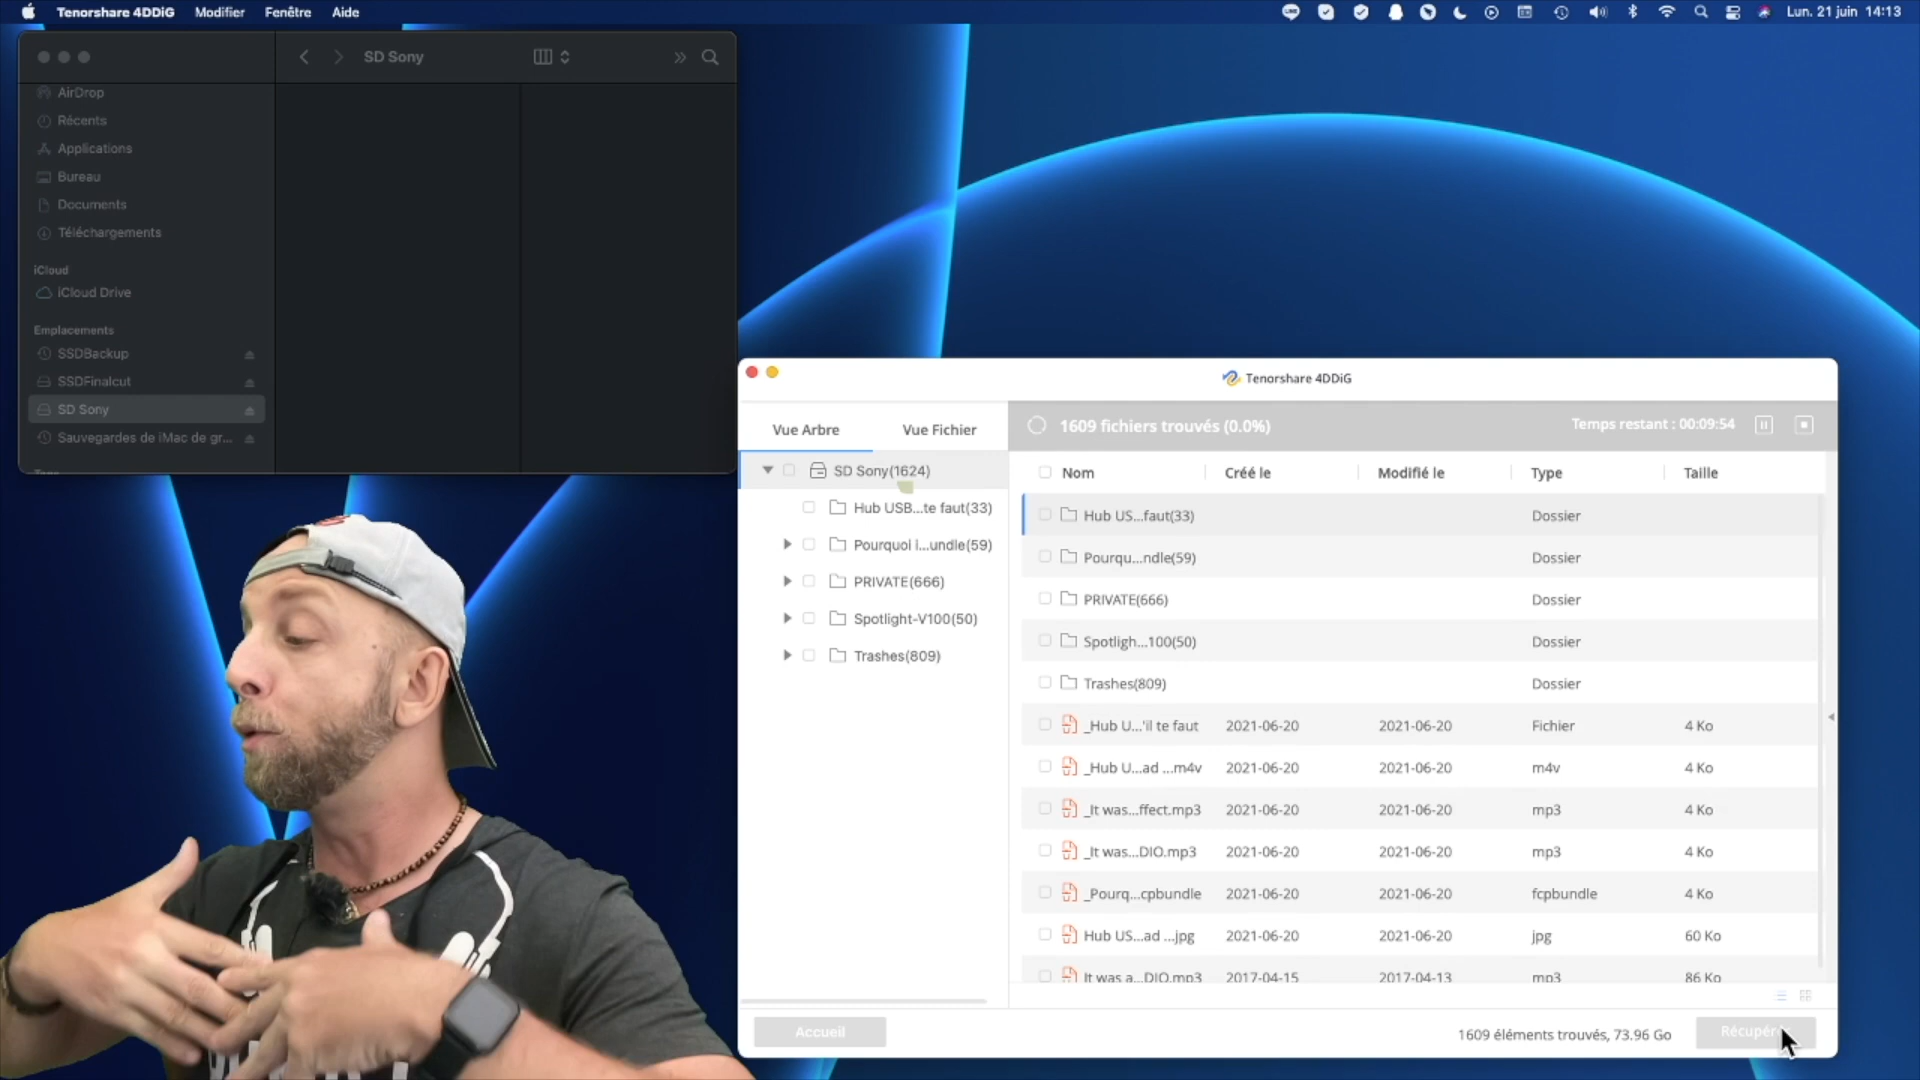 Tenorshare 4DDiG Modifier Fenêtre Aide
Lun. 21 juin 14:13
SD Sony
AirDrop
Récents
Applications
Bureau
Documents
Téléchargements
iCloud
iCloud Drive
Emplacements
SSDBackup
SSDFinalcut
SD Sony
Sauvegardes de iMac de gr...
Tenorshare 4DDiG
Vue Arbre Vue Fichier
1609 fichiers trouvés (0.0%) Temps restant : 00:09:54
SD Sony(1624)
Hub USB...te faut(33)
Pourquoi i...undle(59)
PRIVATE(666)
Spotlight-V100(50)
Trashes(809)
Nom Créé le Modifié le Type Taille
Hub US...faut(33) Dossier
Pourqu...ndle(59) Dossier
PRIVATE(666) Dossier
Spotligh...100(50) Dossier
Trashes(809) Dossier
_Hub U...'il te faut 2021-06-20 2021-06-20 Fichier 4 Ko
_Hub U...ad ...m4v 2021-06-20 2021-06-20 m4v 4 Ko
_It was...ffect.mp3 2021-06-20 2021-06-20 mp3 4 Ko
_It was...DIO.mp3 2021-06-20 2021-06-20 mp3 4 Ko
_Pourq...cpbundle 2021-06-20 2021-06-20 fcpbundle 4 Ko
Hub US...ad ...jpg 2021-06-20 2021-06-20 jpg 60 Ko
It was a...DIO.mp3 2017-04-15 2017-04-13 mp3 86 Ko
Accueil
1609 éléments trouvés, 73.96 Go